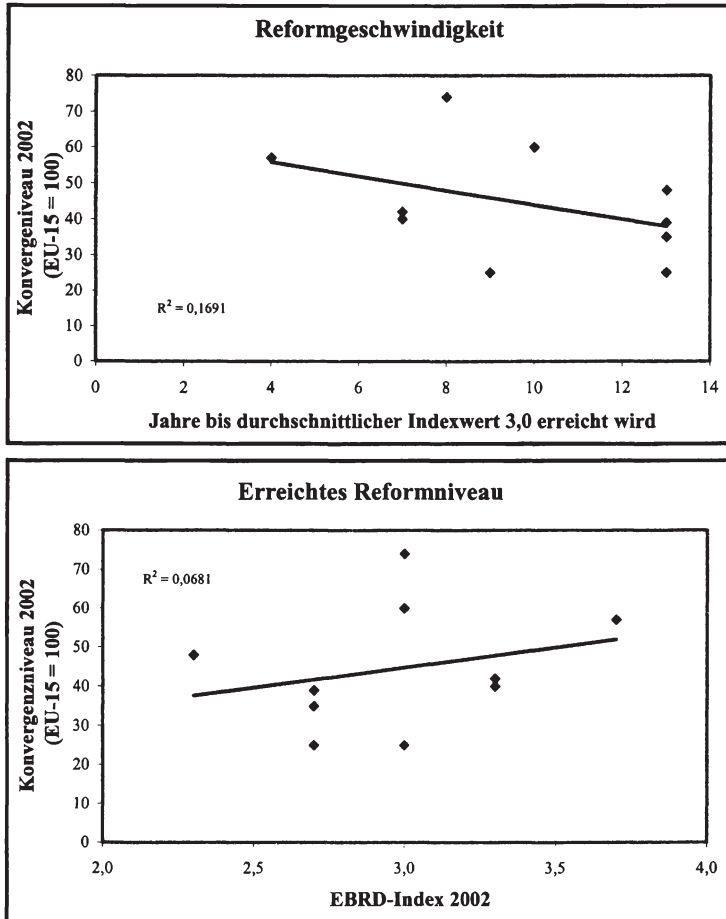 Reformgeschwindigkeit
Konvergeniveau 2002
(EU-15 = 100)
80
70
60
50
40
30
20
10
0
R² = 0,1691
0 2 4 6 8 10 12 14
Jahre bis durchschnittlicher Indexwert 3,0 erreicht wird
Erreichtes Reformniveau
Konvergenzniveau 2002
(EU-15 = 100)
80
70
60
50
40
30
20
10
0
R² = 0,0681
2,0 2,5 3,0 3,5 4,0
EBRD-Index 2002